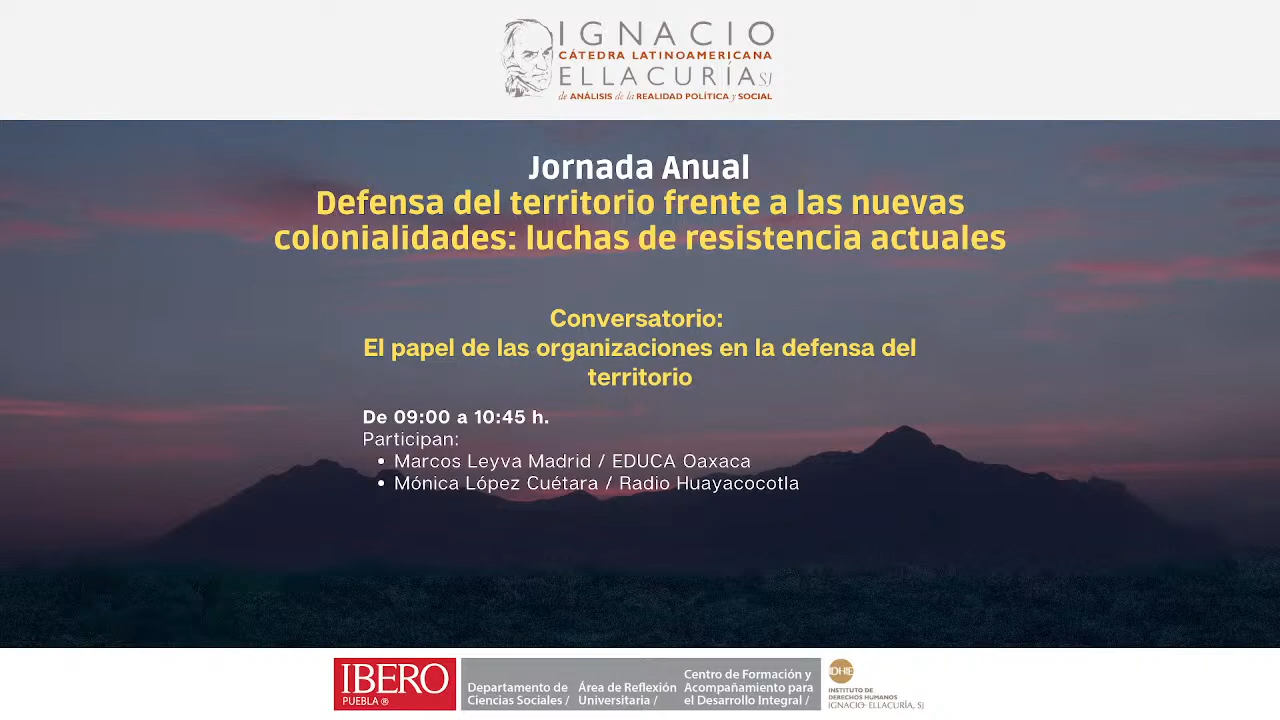 IGNACIO
CÁTEDRA LATINOAMERICANA
ELLACURÍA SJ
de ANÁLISIS de la REALIDAD POLÍTICA y SOCIAL
Jornada Anual
Defensa del territorio frente a las nuevas
colonialidades: luchas de resistencia actuales
Conversatorio:
El papel de las organizaciones en la defensa del
territorio
De 09:00 a 10:45 h.
Participan:
• Marcos Leyva Madrid / EDUCA Oaxaca
• Mónica López Cuétara / Radio Huayacocotla
IBERO
PUEBLA ®
Departamento de
Ciencias Sociales /
Área de Reflexión
Universitaria /
Centro de Formación y
Acompañamiento para
el Desarrollo Integral /
IDHIE
INSTITUTO DE
DERECHOS HUMANOS
IGNACIO ELLACURÍA, SJ